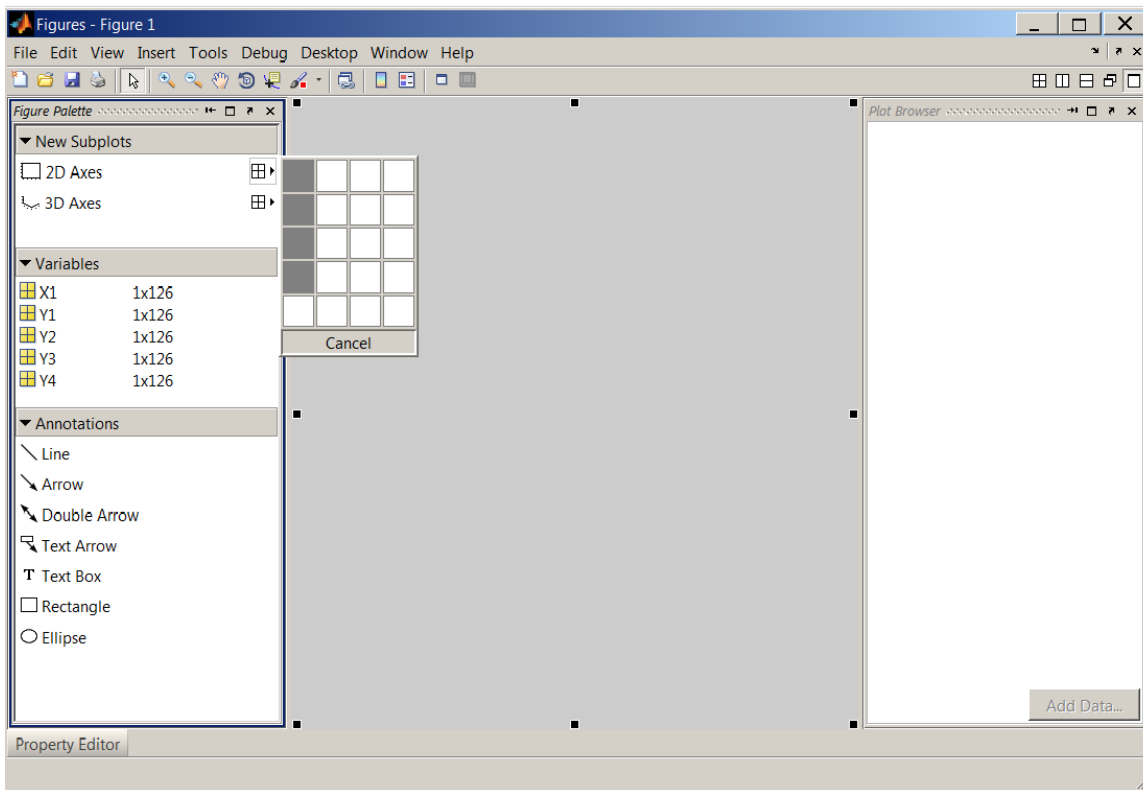 Figures - Figure 1
File Edit View Insert Tools Debug Desktop Window Help
Figure Palette
Plot Browser
New Subplots
2D Axes
3D Axes
Variables
X1 1x126
Y1 1x126
Y2 1x126
Y3 1x126
Y4 1x126
Cancel
Annotations
Line
Arrow
Double Arrow
Text Arrow
T Text Box
Rectangle
Ellipse
Add Data...
Property Editor